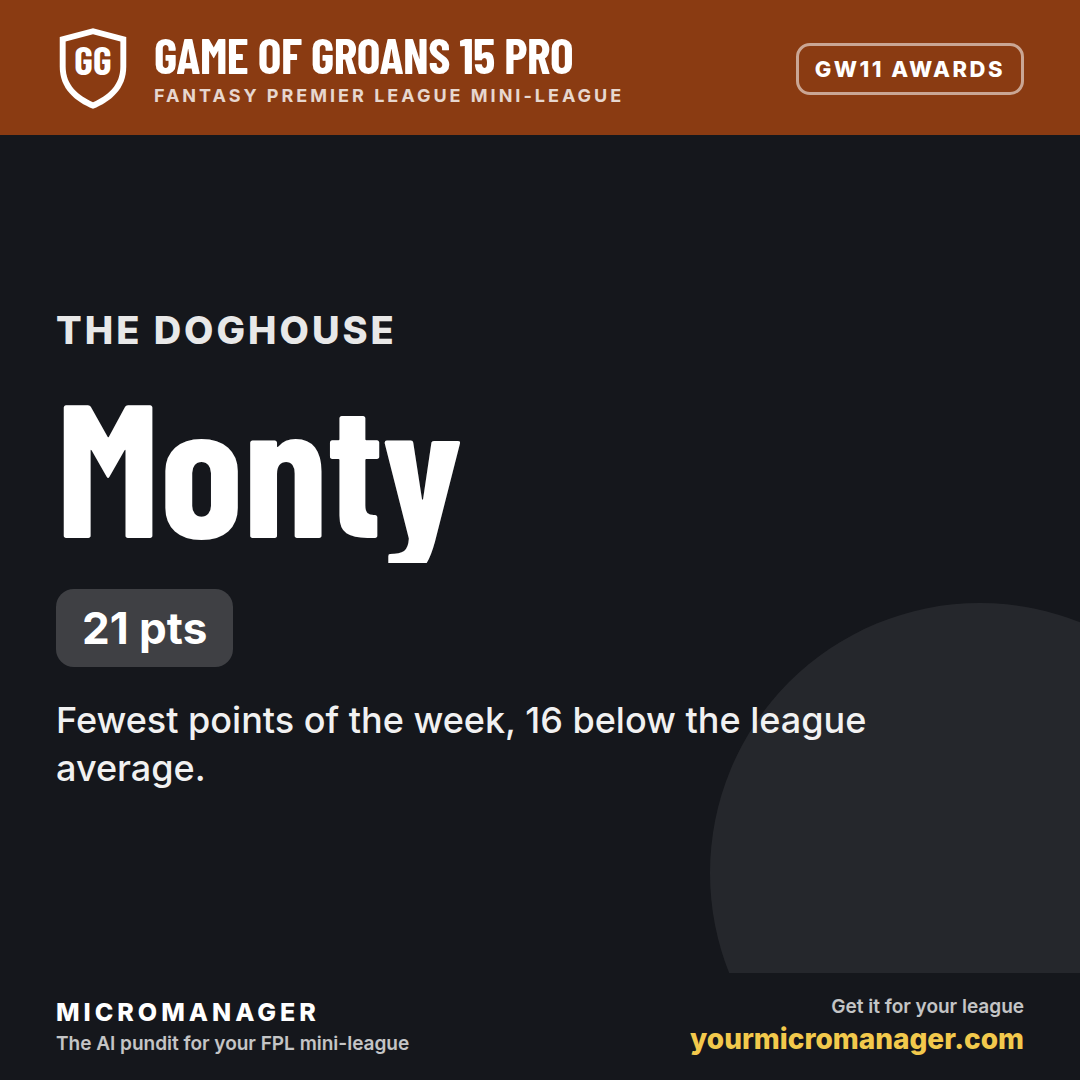 GG
GAME OF GROANS 15 PRO
FANTASY PREMIER LEAGUE MINI-LEAGUE
GW11 AWARDS
THE DOGHOUSE
Monty
21 pts
Fewest points of the week, 16 below the league
average.
MICROMANAGER
The AI pundit for your FPL mini-league
Get it for your league
yourmicromanager.com